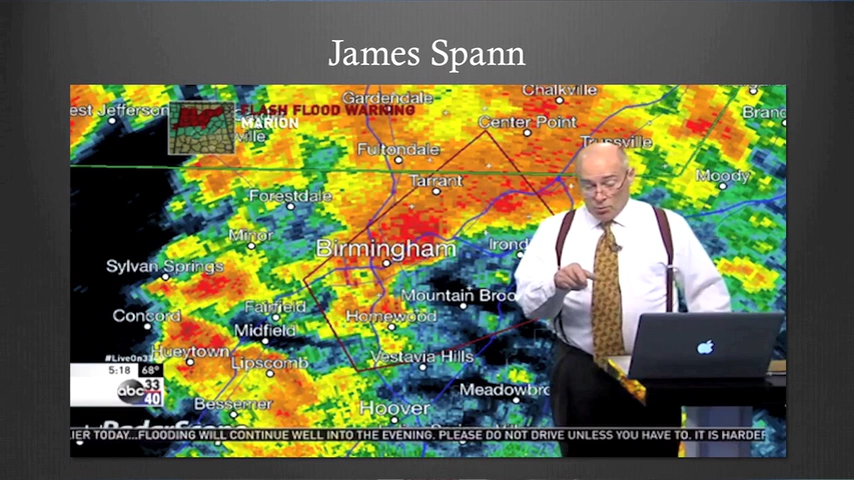 James Spann
Chalkville
Gardendale
est Jefferson
FLASH FLOOD WARNING
MARION
ville
Center Point
Brand
Trussville
Fultondale
Tarrant
Moody
Forestdale
Minor
Birmingham
Irond
Sylvan Springs
Mountain Broo
Fairfield
Concord
Homewood
Midfield
#LiveOn33
Hueytown
Vestavia Hills
5:18 68°
Lipscomb
abc 33 40
Meadowbro
Bessemer
Hoover
RadarScope
LIER TODAY...FLOODING WILL CONTINUE WELL INTO THE EVENING. PLEASE DO NOT DRIVE UNLESS YOU HAVE TO. IT IS HARDER